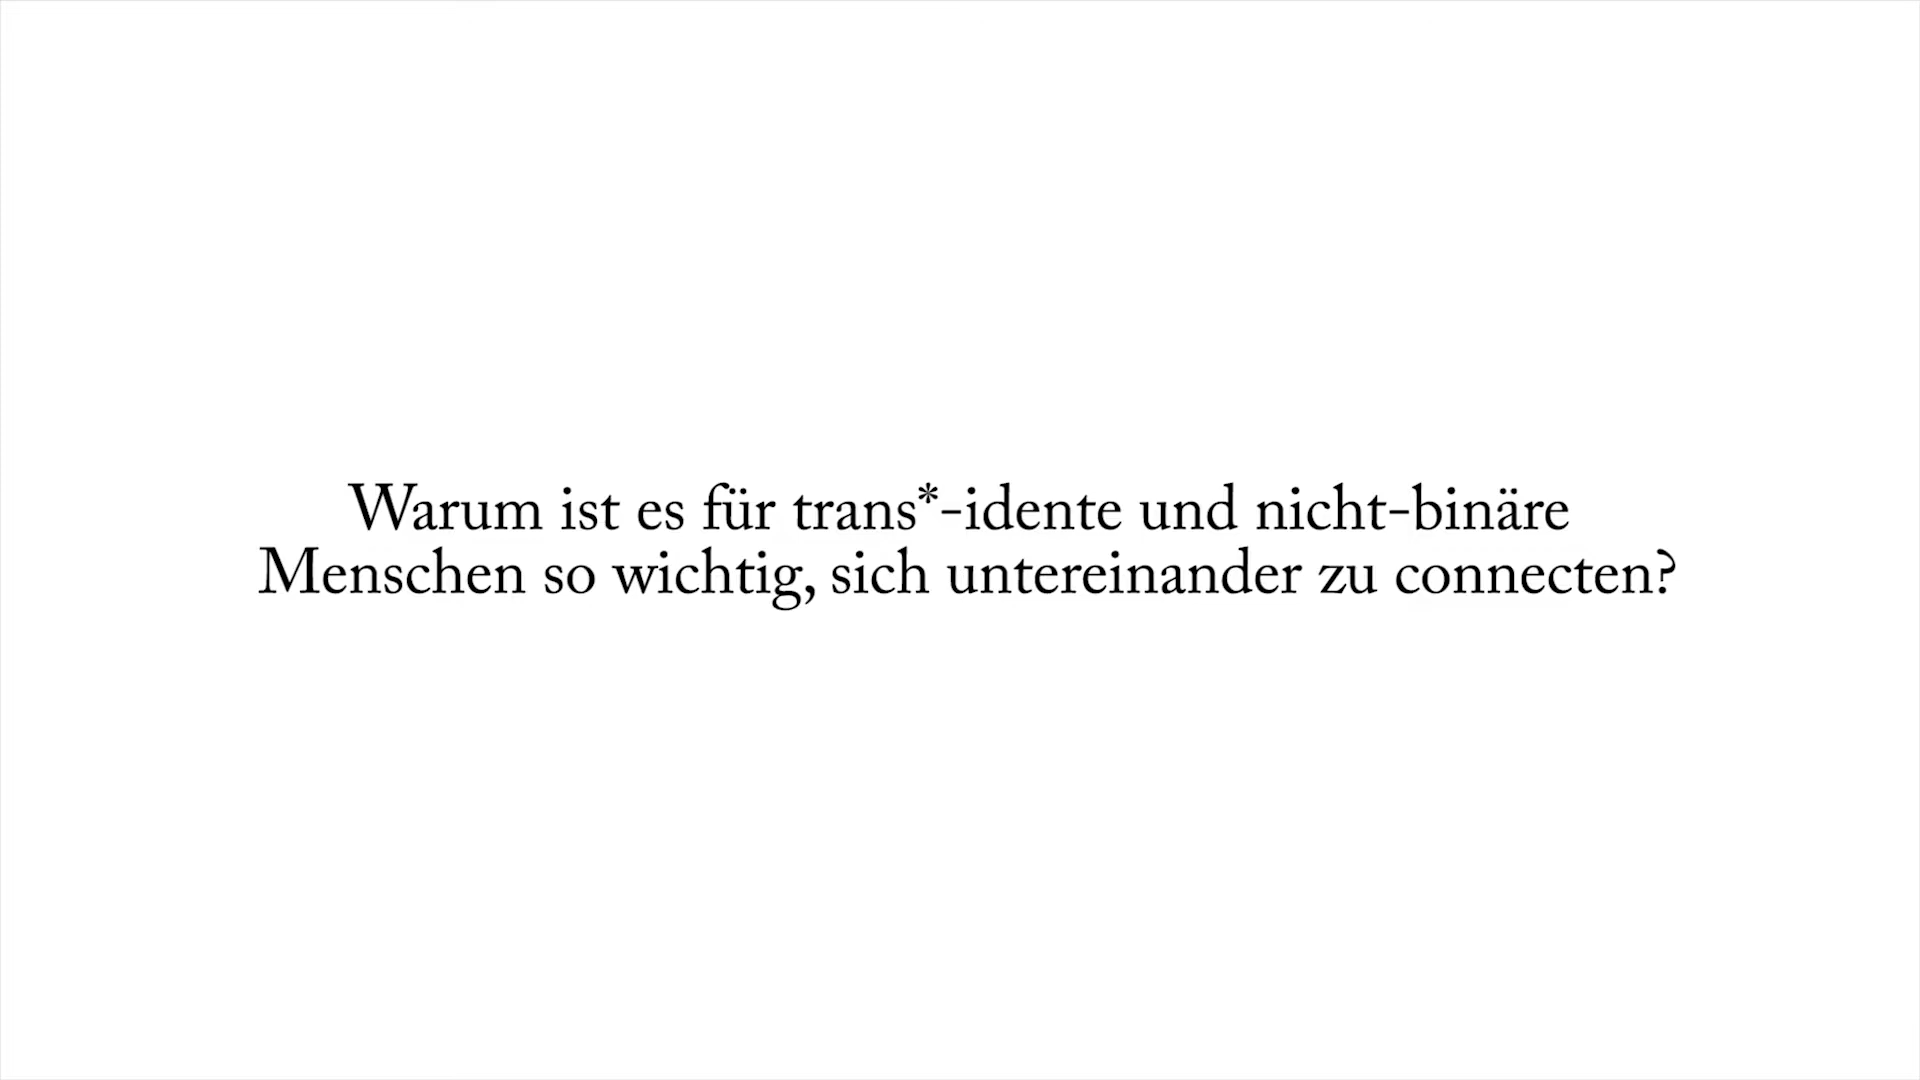 Warum ist es für trans*-idente und nicht-binäre
Menschen so wichtig, sich untereinander zu connecten?